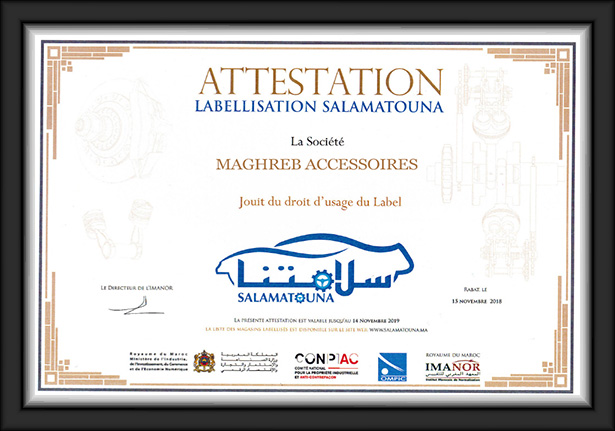 ATTESTATION
LABELLISATION SALAMATOUNA
La Société
MAGHREB ACCESSOIRES
Jouit du droit d'usage du Label
سلامتنا
SALAMATOUNA
LE DIRECTEUR DE L'IMANOR
RABAT, LE
13 NOVEMBRE 2018
LA PRÉSENTE ATTESTATION EST VALABLE JUSQU'AU 14 NOVEMBRE 2019
LA LISTE DES MAGASINS LABELLISÉS EST DISPONIBLE SUR LE SITE WEB: WWW.SALAMATOUNA.MA
Royaume du Maroc
Ministère de l'Industrie,
de l'Investissement, du Commerce
et de l'Économie Numérique
المملكة المغربية
CONPIAC
COMITÉ NATIONAL
DE LA PROPRIÉTÉ INDUSTRIELLE
ET ANTI-CONTREFAÇON
OMPIC
ROYAUME DU MAROC
IMANOR
المعهد المغربي للتقييس
Institut Marocain de Normalisation